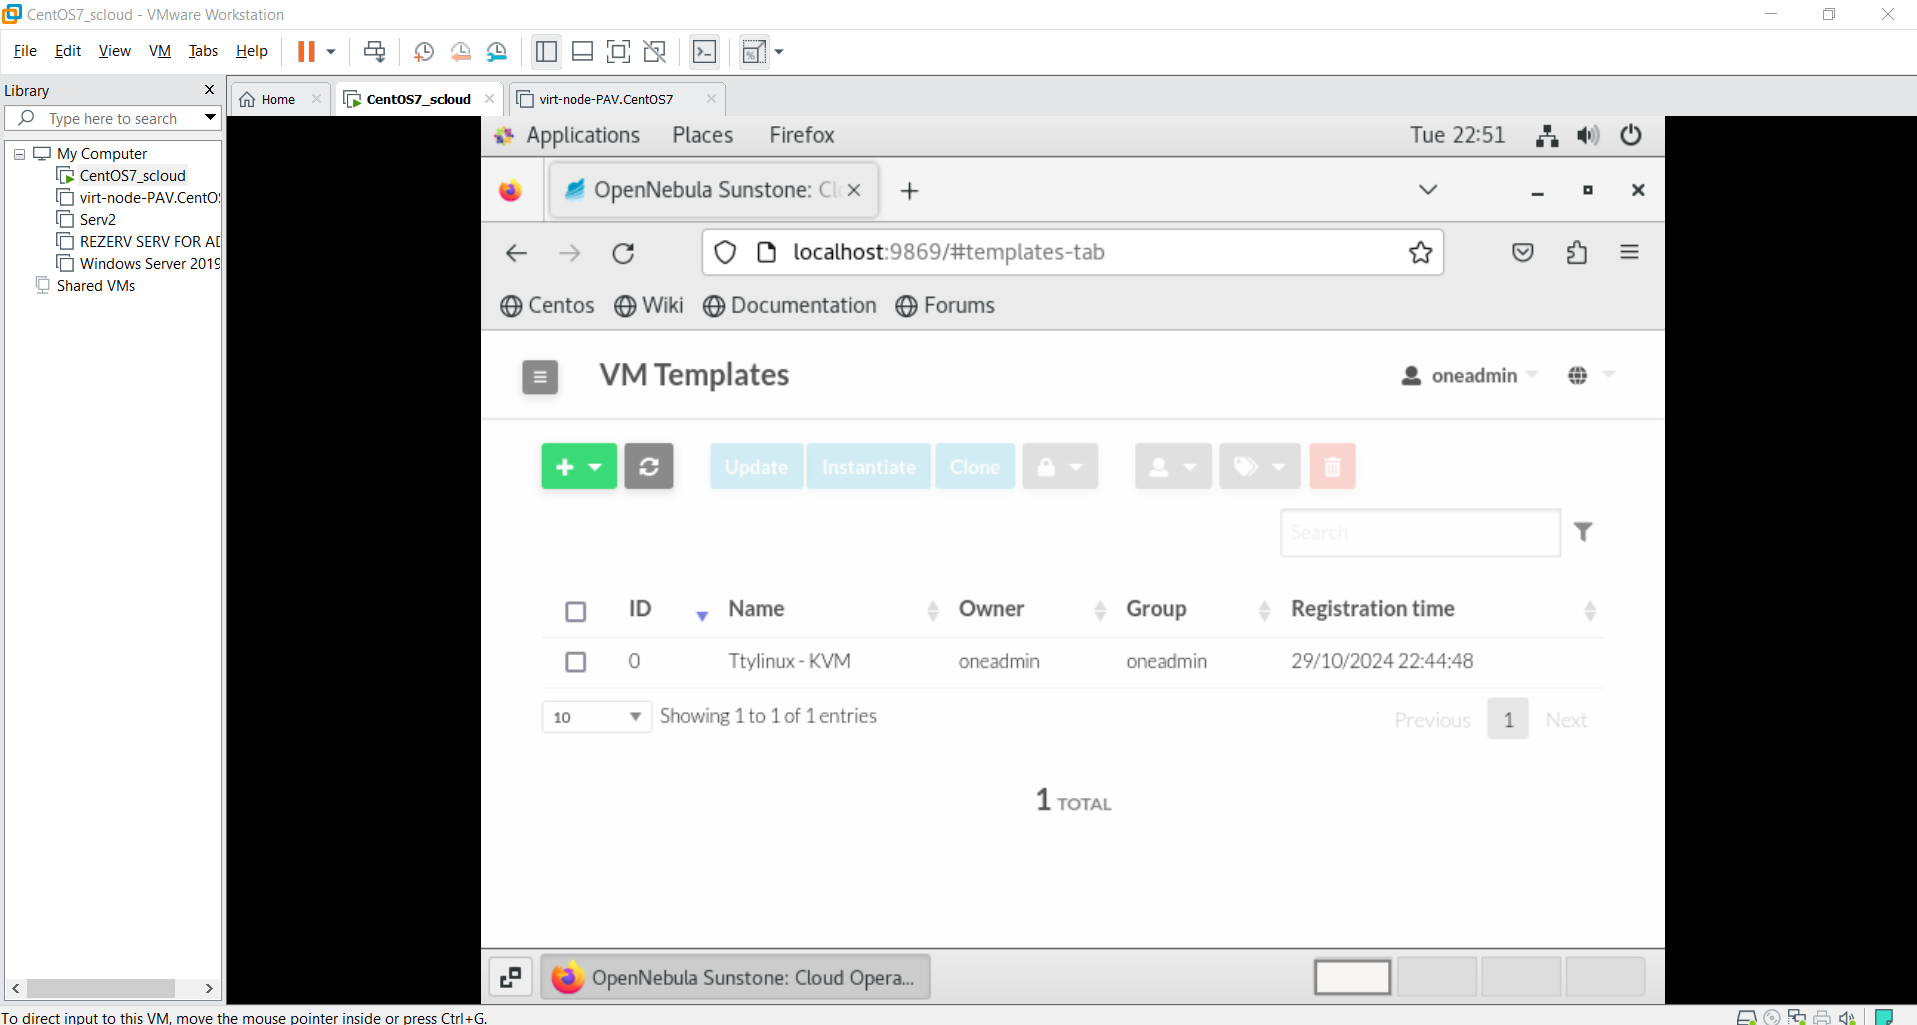 CentOS7_scloud - VMware Workstation
File Edit View VM Tabs Help
Library
Type here to search
My Computer
CentOS7_scloud
virt-node-PAV.CentO
Serv2
REZERV SERV FOR AD
Windows Server 2019
Shared VMs
Home
CentOS7_scloud
virt-node-PAV.CentOS7
Applications Places Firefox Tue 22:51
OpenNebula Sunstone: Cl
localhost:9869/#templates-tab
Centos Wiki Documentation Forums
VM Templates oneadmin
Update Instantiate Clone
Search
ID Name Owner Group Registration time
0 Ttylinux - KVM oneadmin oneadmin 29/10/2024 22:44:48
10 Showing 1 to 1 of 1 entries Previous 1 Next
1 TOTAL
OpenNebula Sunstone: Cloud Opera...
To direct input to this VM, move the mouse pointer inside or press Ctrl+G.